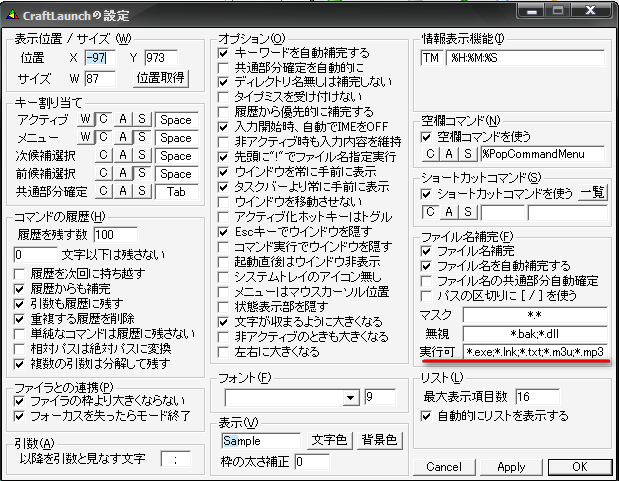 CraftLaunchの設定
表示位置 / サイズ (W)
位置 X -97 Y 973
サイズ W 87 位置取得
キー割り当て
アクティブ W C A S Space
メニュー W C A S Space
次候補選択 C A S Space
前候補選択 C A S Space
共通部分確定 C A S Tab
コマンドの履歴(H)
履歴を残す数 100
0 文字以下は残さない
履歴を次回に持ち越す
履歴からも補完
引数も履歴に残す
重複する履歴を削除
単純なコマンドは履歴に残さない
相対パスは絶対パスに変換
複数の引数は分解して残す
ファイラとの連携(P)
ファイラの枠より大きくならない
フォーカスを失ったらモード終了
引数(A)
以降を引数と見なす文字 ;
オプション(O)
キーワードを自動補完する
共通部分確定を自動的に
ディレクトリ名無しは補完しない
タイプミスを受け付けない
履歴から優先的に補完する
入力開始時、自動でIMEをOFF
非アクティブ時も入力内容を維持
先頭に"!"でファイル名指定実行
ウインドウを常に手前に表示
タスクバーより常に手前に表示
ウインドウを移動させない
アクティブ化ホットキーはトグル
Escキーでウインドウを隠す
コマンド実行でウインドウを隠す
起動直後はウインドウ非表示
システムトレイのアイコン無し
メニューはマウスカーソル位置
状態表示部を隠す
文字が収まるように大きくなる
非アクティブのときも大きくなる
左右に大きくなる
フォント(F)
9
表示(V)
Sample 文字色 背景色
枠の太さ補正 0
情報表示機能(I)
TM %H:%M:%S
空欄コマンド(N)
空欄コマンドを使う
C A S %PopCommandMenu
ショートカットコマンド(S)
ショートカットコマンドを使う 一覧
C A S
ファイル名補完(F)
ファイル名補完
ファイル名を自動補完する
ファイル名の共通部分自動確定
パスの区切りに [ / ] を使う
マスク *.*
無視 *.bak;*.dll
実行可 *.exe;*.lnk;*.txt;*.m3u;*.mp3
リスト(L)
最大表示項目数 16
自動的にリストを表示する
Cancel Apply OK